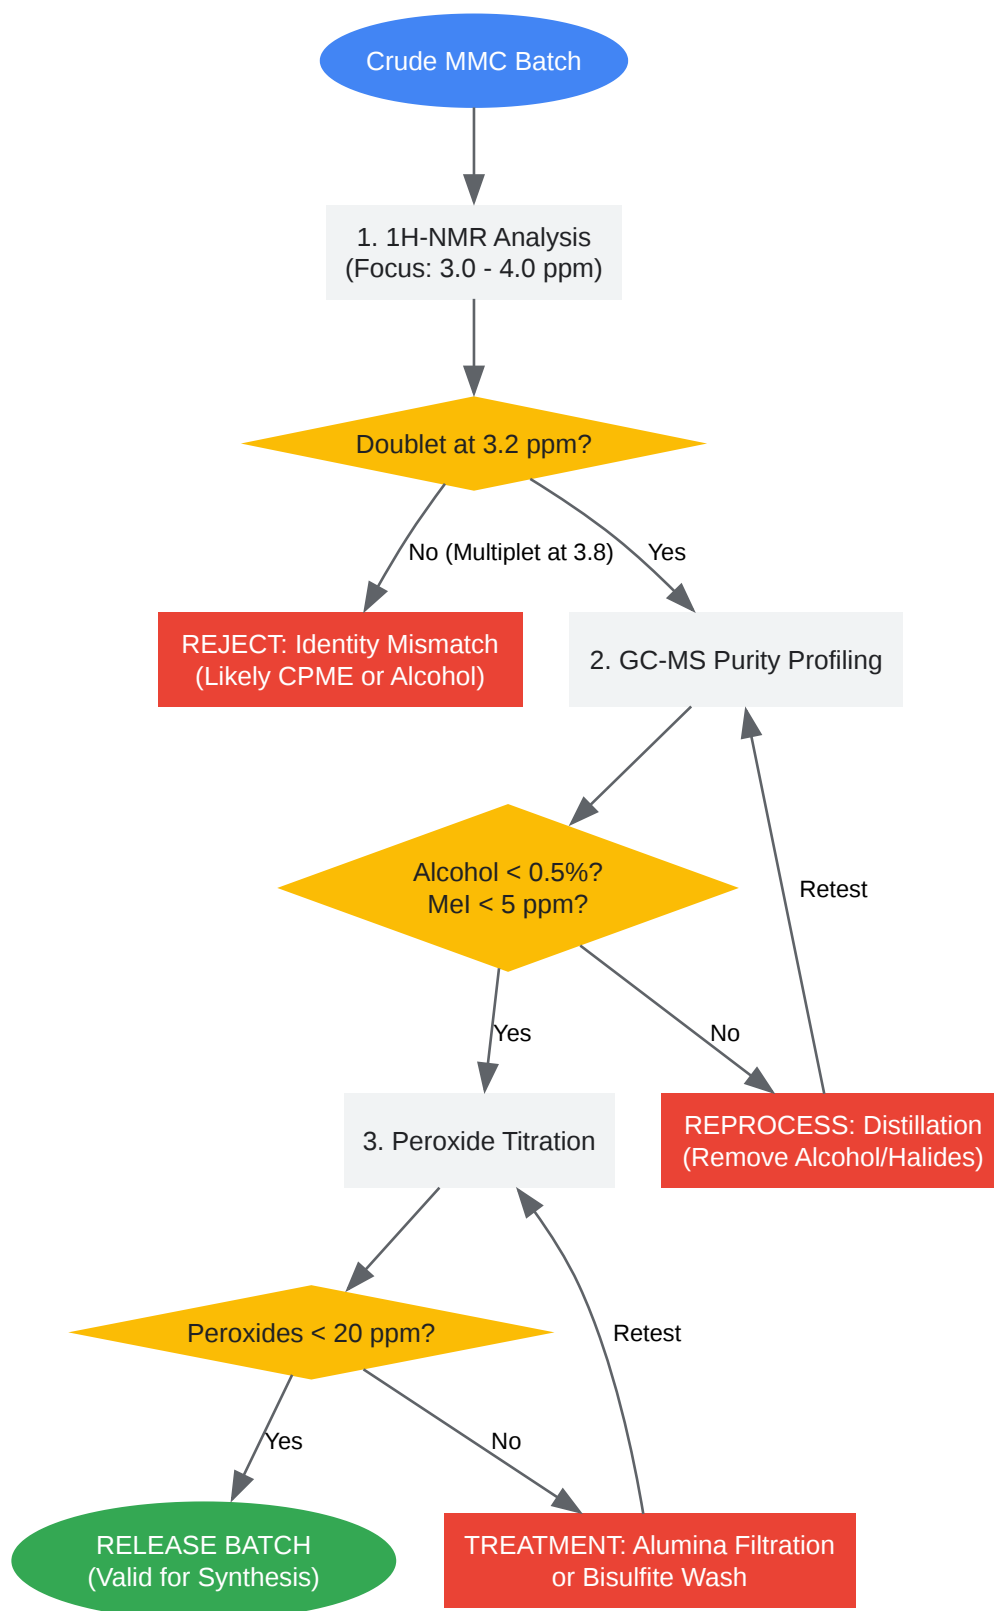 Crude MMC Batch
1. 1H-NMR Analysis
(Focus: 3.0 - 4.0 ppm)
Doublet at 3.2 ppm?
No (Multiplet at 3.8)
Yes
REJECT: Identity Mismatch
(Likely CPME or Alcohol)
2. GC-MS Purity Profiling
Alcohol < 0.5%?
MeI < 5 ppm?
Retest
Yes
No
3. Peroxide Titration
REPROCESS: Distillation
(Remove Alcohol/Halides)
Peroxides < 20 ppm?
Retest
Yes
No
RELEASE BATCH
(Valid for Synthesis)
TREATMENT: Alumina Filtration
or Bisulfite Wash